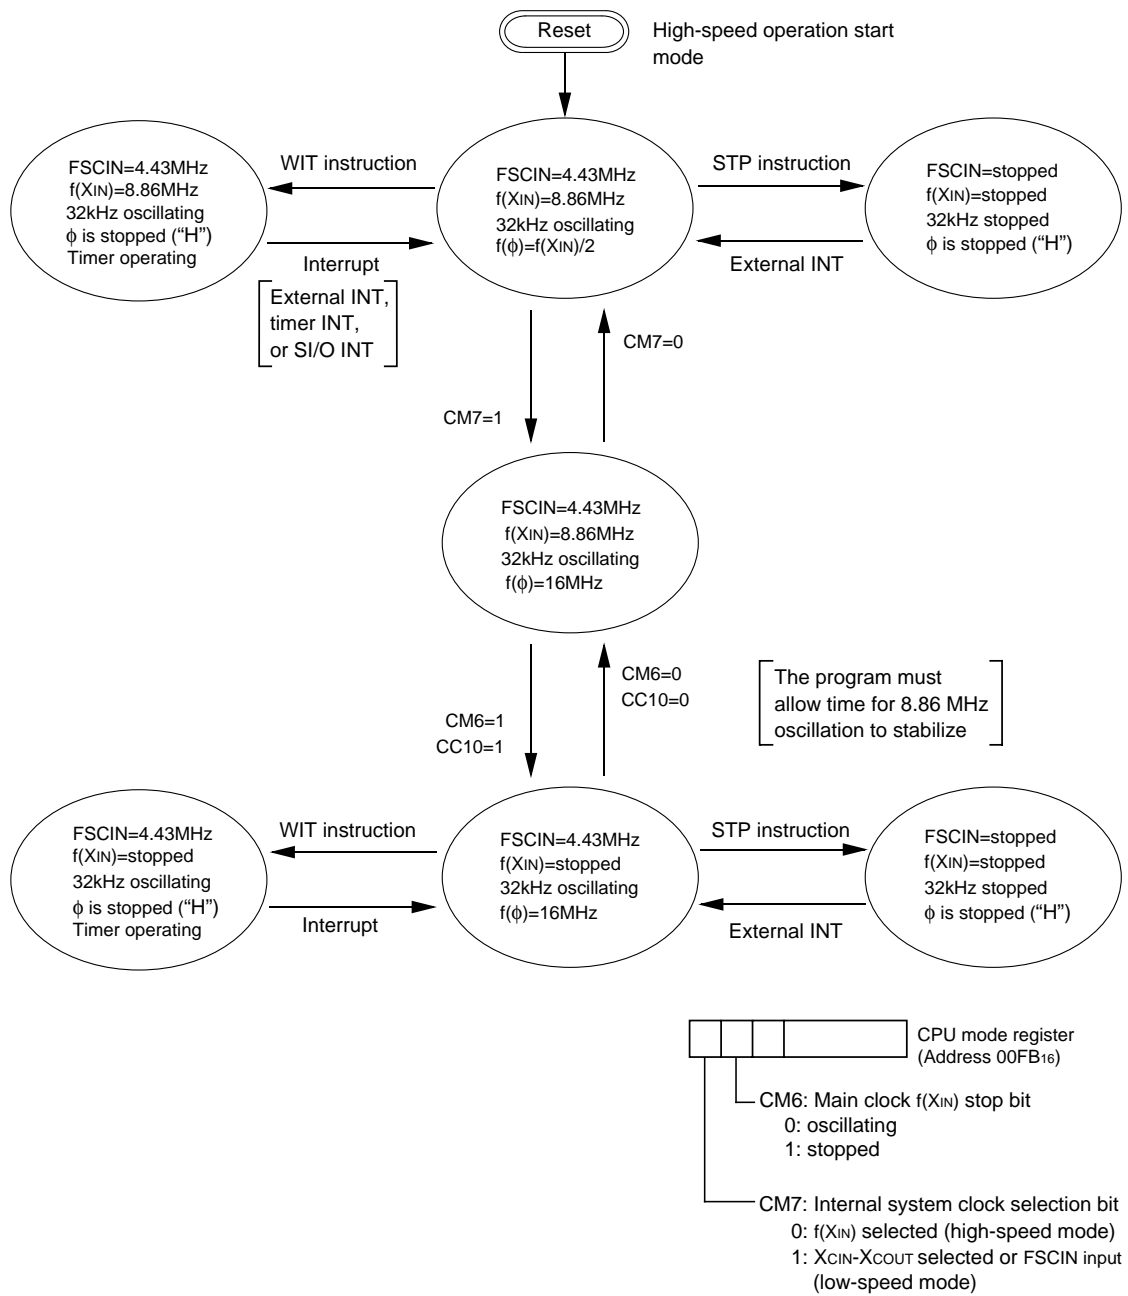 Reset
High-speed operation start
mode
FSCIN=4.43MHz
f(XIN)=8.86MHz
32kHz oscillating
ϕ is stopped (“H”)
Timer operating
WIT instruction
Interrupt
External INT,
timer INT,
or SI/O INT
FSCIN=4.43MHz
f(XIN)=8.86MHz
32kHz oscillating
f(ϕ)=f(XIN)/2
STP instruction
External INT
FSCIN=stopped
f(XIN)=stopped
32kHz stopped
ϕ is stopped (“H”)
CM7=0
CM7=1
FSCIN=4.43MHz
f(XIN)=8.86MHz
32kHz oscillating
f(ϕ)=16MHz
CM6=0
CC10=0
The program must
allow time for 8.86 MHz
oscillation to stabilize
CM6=1
CC10=1
FSCIN=4.43MHz
f(XIN)=stopped
32kHz oscillating
ϕ is stopped (“H”)
Timer operating
WIT instruction
Interrupt
FSCIN=4.43MHz
f(XIN)=stopped
32kHz oscillating
f(ϕ)=16MHz
STP instruction
External INT
FSCIN=stopped
f(XIN)=stopped
32kHz stopped
ϕ is stopped (“H”)
CPU mode register
(Address 00FB16)
CM6: Main clock f(XIN) stop bit
0: oscillating
1: stopped
CM7: Internal system clock selection bit
0: f(XIN) selected (high-speed mode)
1: XCIN-XCOUT selected or FSCIN input
(low-speed mode)